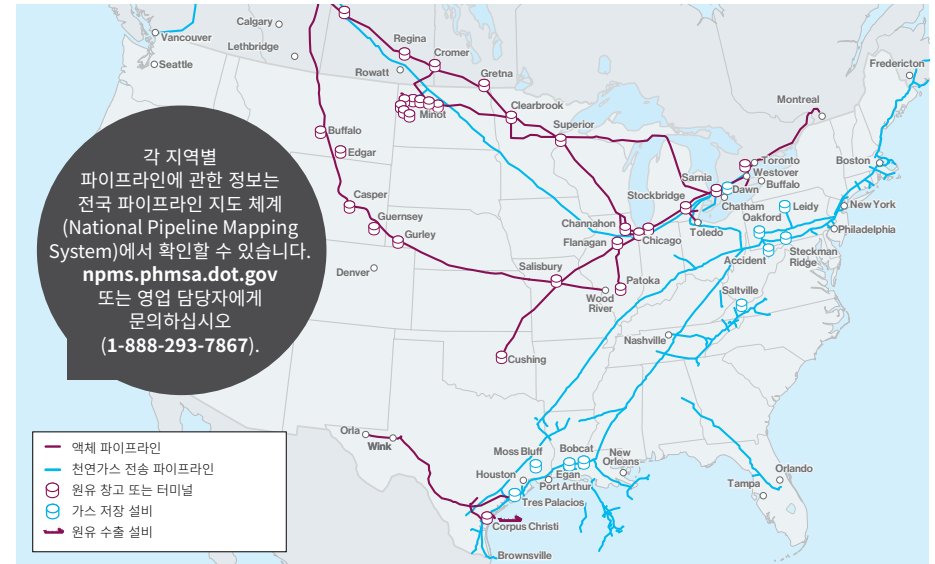 Calgary
Vancouver
Lethbridge
Seattle
Regina
Cromer
Rowatt
Gretna
Minot
Clearbrook
Superior
Fredericton
Montreal
Buffalo
Edgar
Casper
Guernsey
Gurley
Denver
Toronto
Westover
Buffalo
Sarnia
Dawn
Chatham
Boston
Stockbridge
Leidy
New York
Oakford
Philadelphia
Channahon
Flanagan
Chicago
Toledo
Accident
Steckman
Ridge
Salisbury
Patoka
Wood
River
Saltville
Nashville
Cushing
각 지역별
파이프라인에 관한 정보는
전국 파이프라인 지도 체계
(National Pipeline Mapping
System)에서 확인할 수 있습니다.
npms.phmsa.dot.gov
또는 영업 담당자에게
문의하십시오
(1-888-293-7867).
Orla
Wink
Moss Bluff
Bobcat
New
Orleans
Houston
Egan
Port Arthur
Tres Palacios
Corpus Christi
Brownsville
Orlando
Tampa
액체 파이프라인
천연가스 전송 파이프라인
원유 창고 또는 터미널
가스 저장 설비
원유 수출 설비